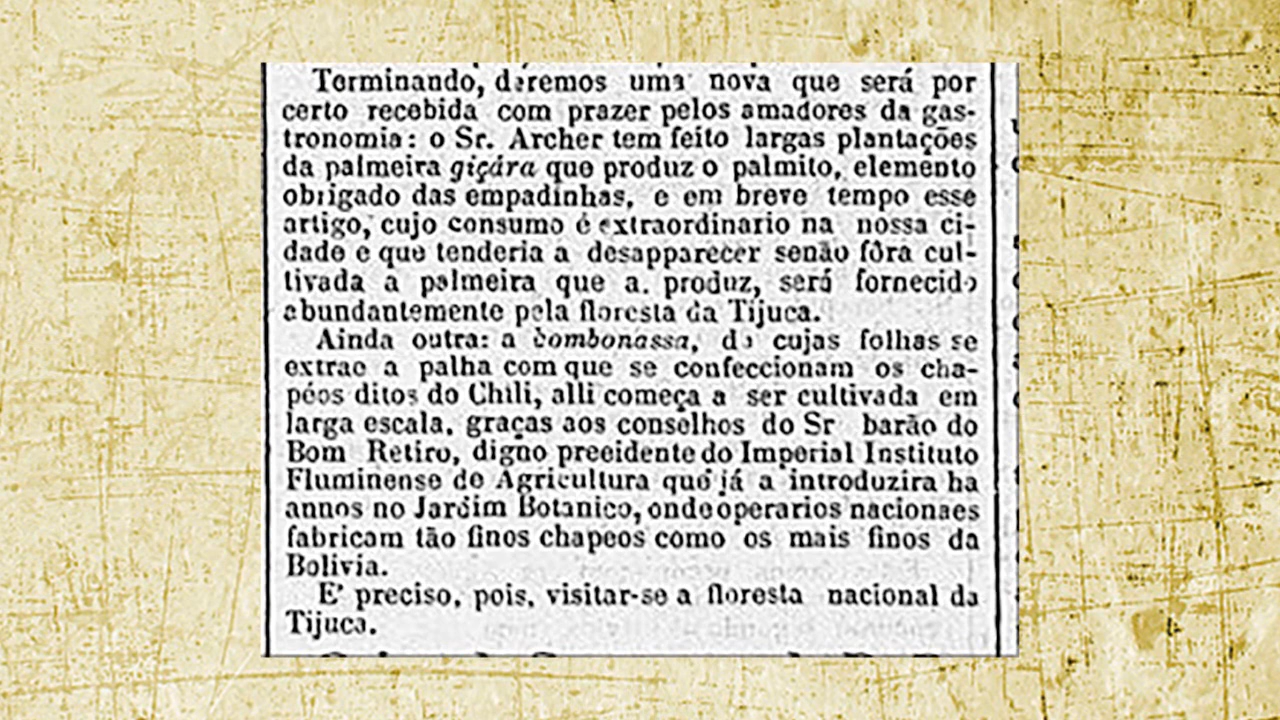 Terminando, daremos uma nova que será por
certo recebida com prazer pelos amadores da gas-
tronomia: o Sr. Archer tem feito largas plantações
da palmeira giçára que produz o palmito, elemento
obrigado das empadinhas, e em breve tempo esse
artigo, cujo consumo é extraordinario na nossa ci-
dade e que tenderia a desapparecer senão fôra cul-
tivada a palmeira que a. produz, será fornecido
abundantemente pela floresta da Tijuca.
Ainda outra: a bombonassa, da cujas folhas se
extrae a palha com que se confeccionam os cha-
péos ditos do Chili, alli começa a ser cultivada em
larga escala, graças aos conselhos do Sr barão do
Bom Retiro, digno precidente do Imperial Instituto
Fluminense de Agricultura que já a introduzira ha
annos no Jardim Botanico, onde operarios nacionaes
fabricam tão finos chapeos como os mais finos da
Bolivia.
E' preciso, pois, visitar-se a floresta nacional da
Tijuca.